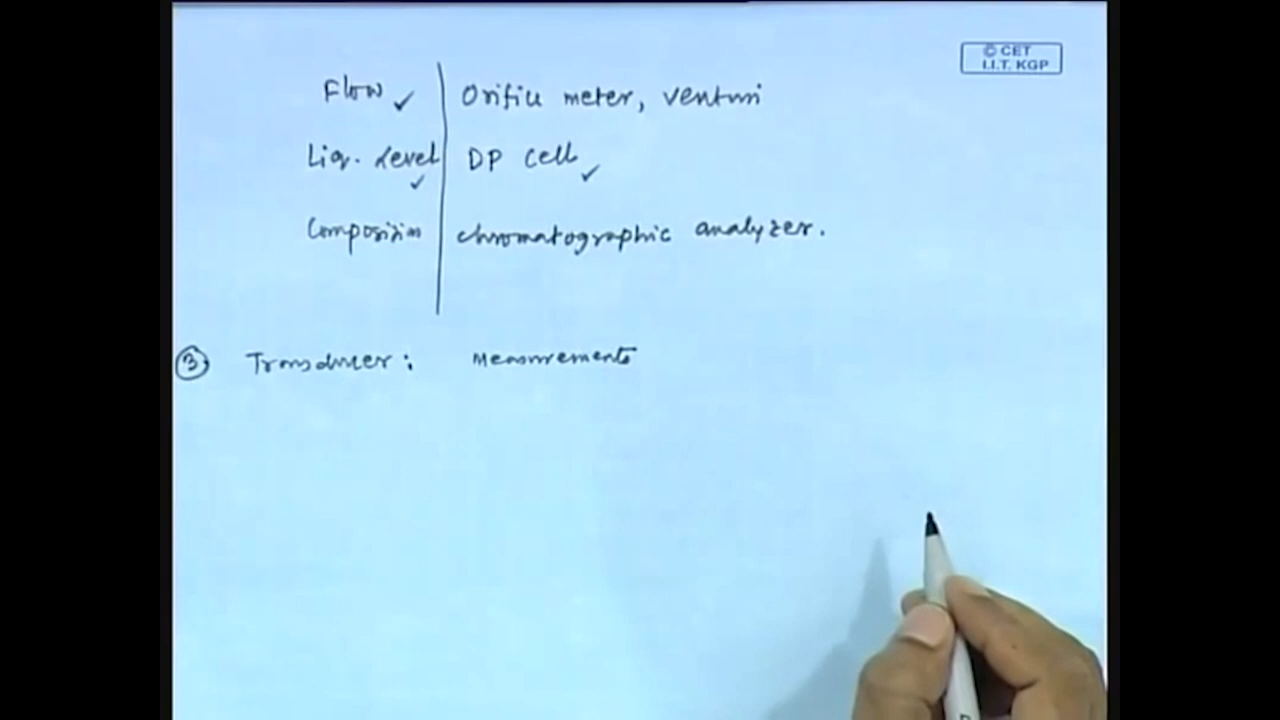 © CET
I.I.T. KGP
Flow ✓ | Orifice meter, venturi
Liq. Level ✓ | DP Cell ✓
Composition | chromatographic analyzer.
③ Transducer: Measurements